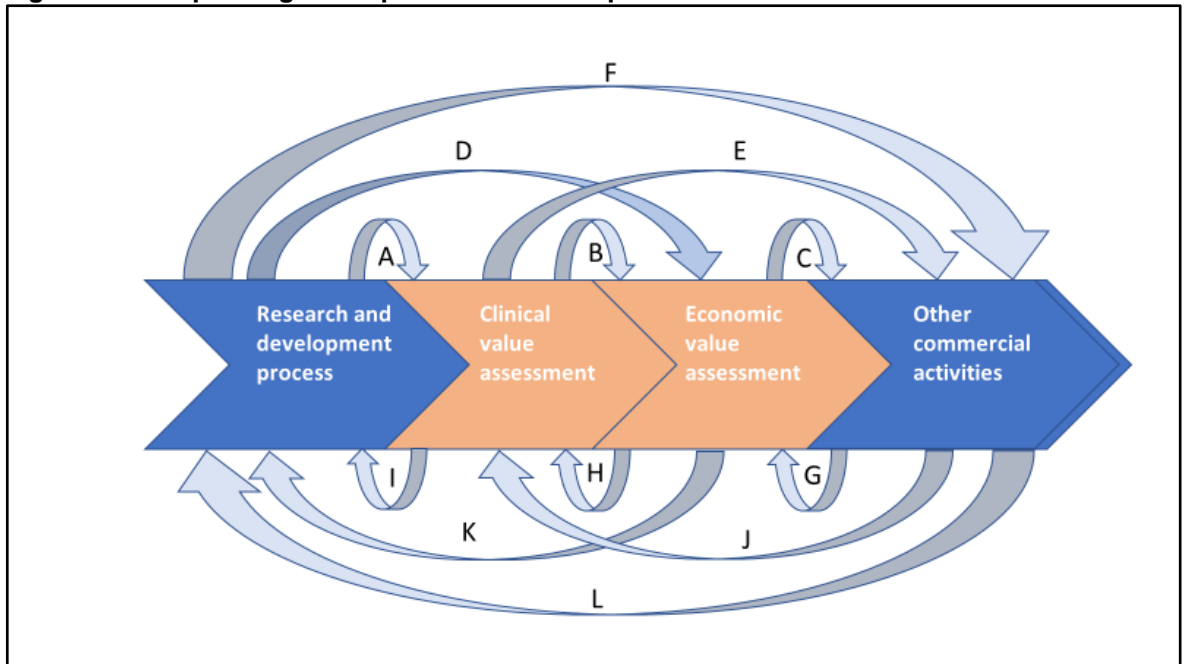 F
D
E
A
B
C
Research and
development
process
Clinical
value
assessment
Economic
value
assessment
Other
commercial
activities
I
H
G
K
J
L